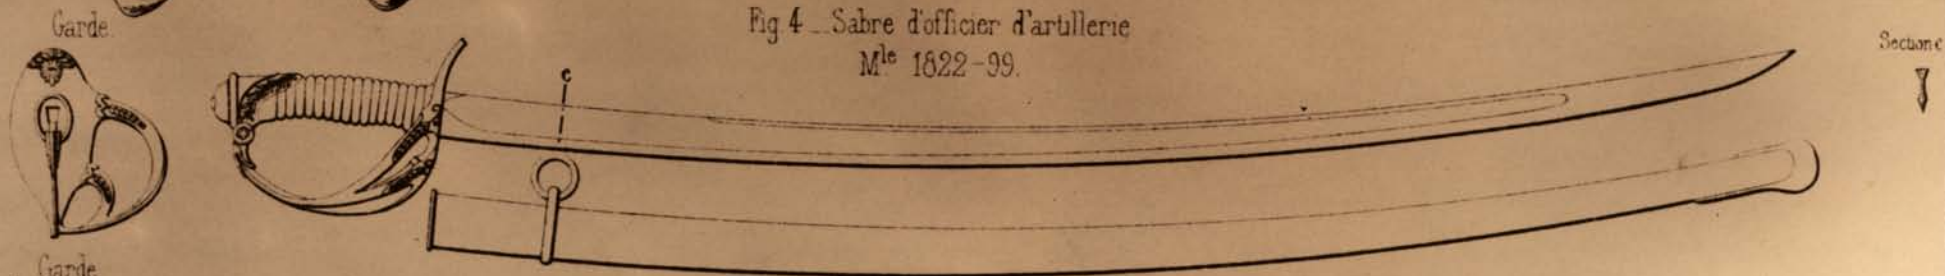 Garde.
Fig. 4 _ Sabre d'officier d'artillerie
Mle 1822-99.
Section c
c
Garde